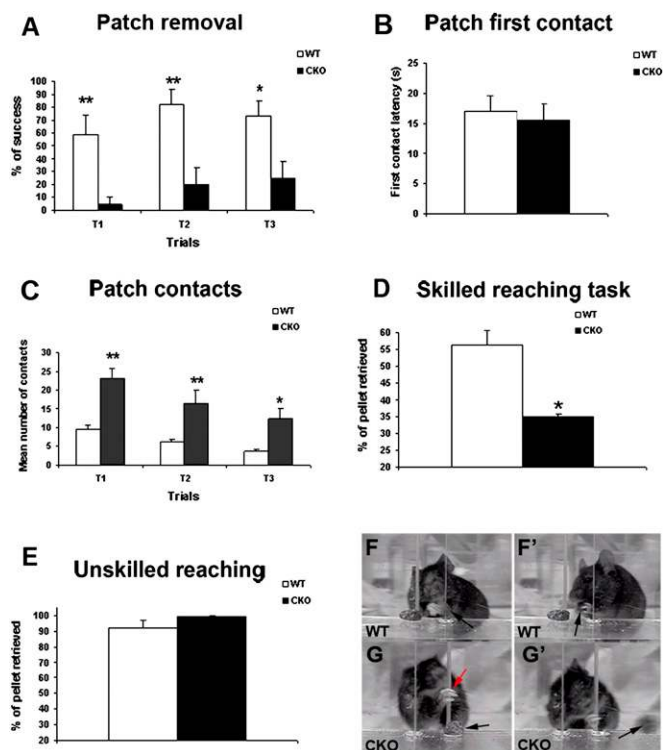 A
Patch removal
WT
CKO
% of success
100
90
80
70
60
50
40
30
20
10
0
**
**
*
T1
T2
T3
Trials
B
Patch first contact
WT
CKO
First contact latency (s)
25
20
15
10
5
0
C
Patch contacts
WT
CKO
Mean number of contacts
30
25
20
15
10
5
0
**
**
*
T1
T2
T3
Trials
D
Skilled reaching task
WT
CKO
% of pellet retrieved
65
60
55
50
45
40
35
30
25
20
*
E
Unskilled reaching
WT
CKO
% of pellet retrieved
100
90
80
70
60
50
40
30
20
F
WT
F'
WT
G
CKO
G'
CKO